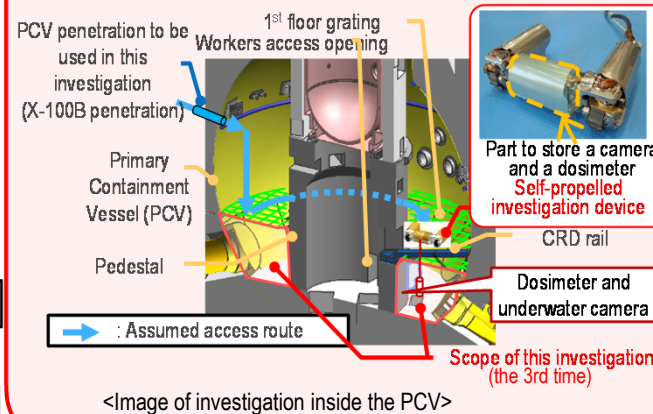 PCV penetration to be
used in this
investigation
(X-100B penetration)
1st floor grating
Workers access opening
Primary
Containment
Vessel (PCV)
Pedestal
Part to store a camera
and a dosimeter
Self-propelled
investigation device
CRD rail
Dosimeter and
underwater camera
: Assumed access route
Scope of this investigation
(the 3rd time)
<Image of investigation inside the PCV>